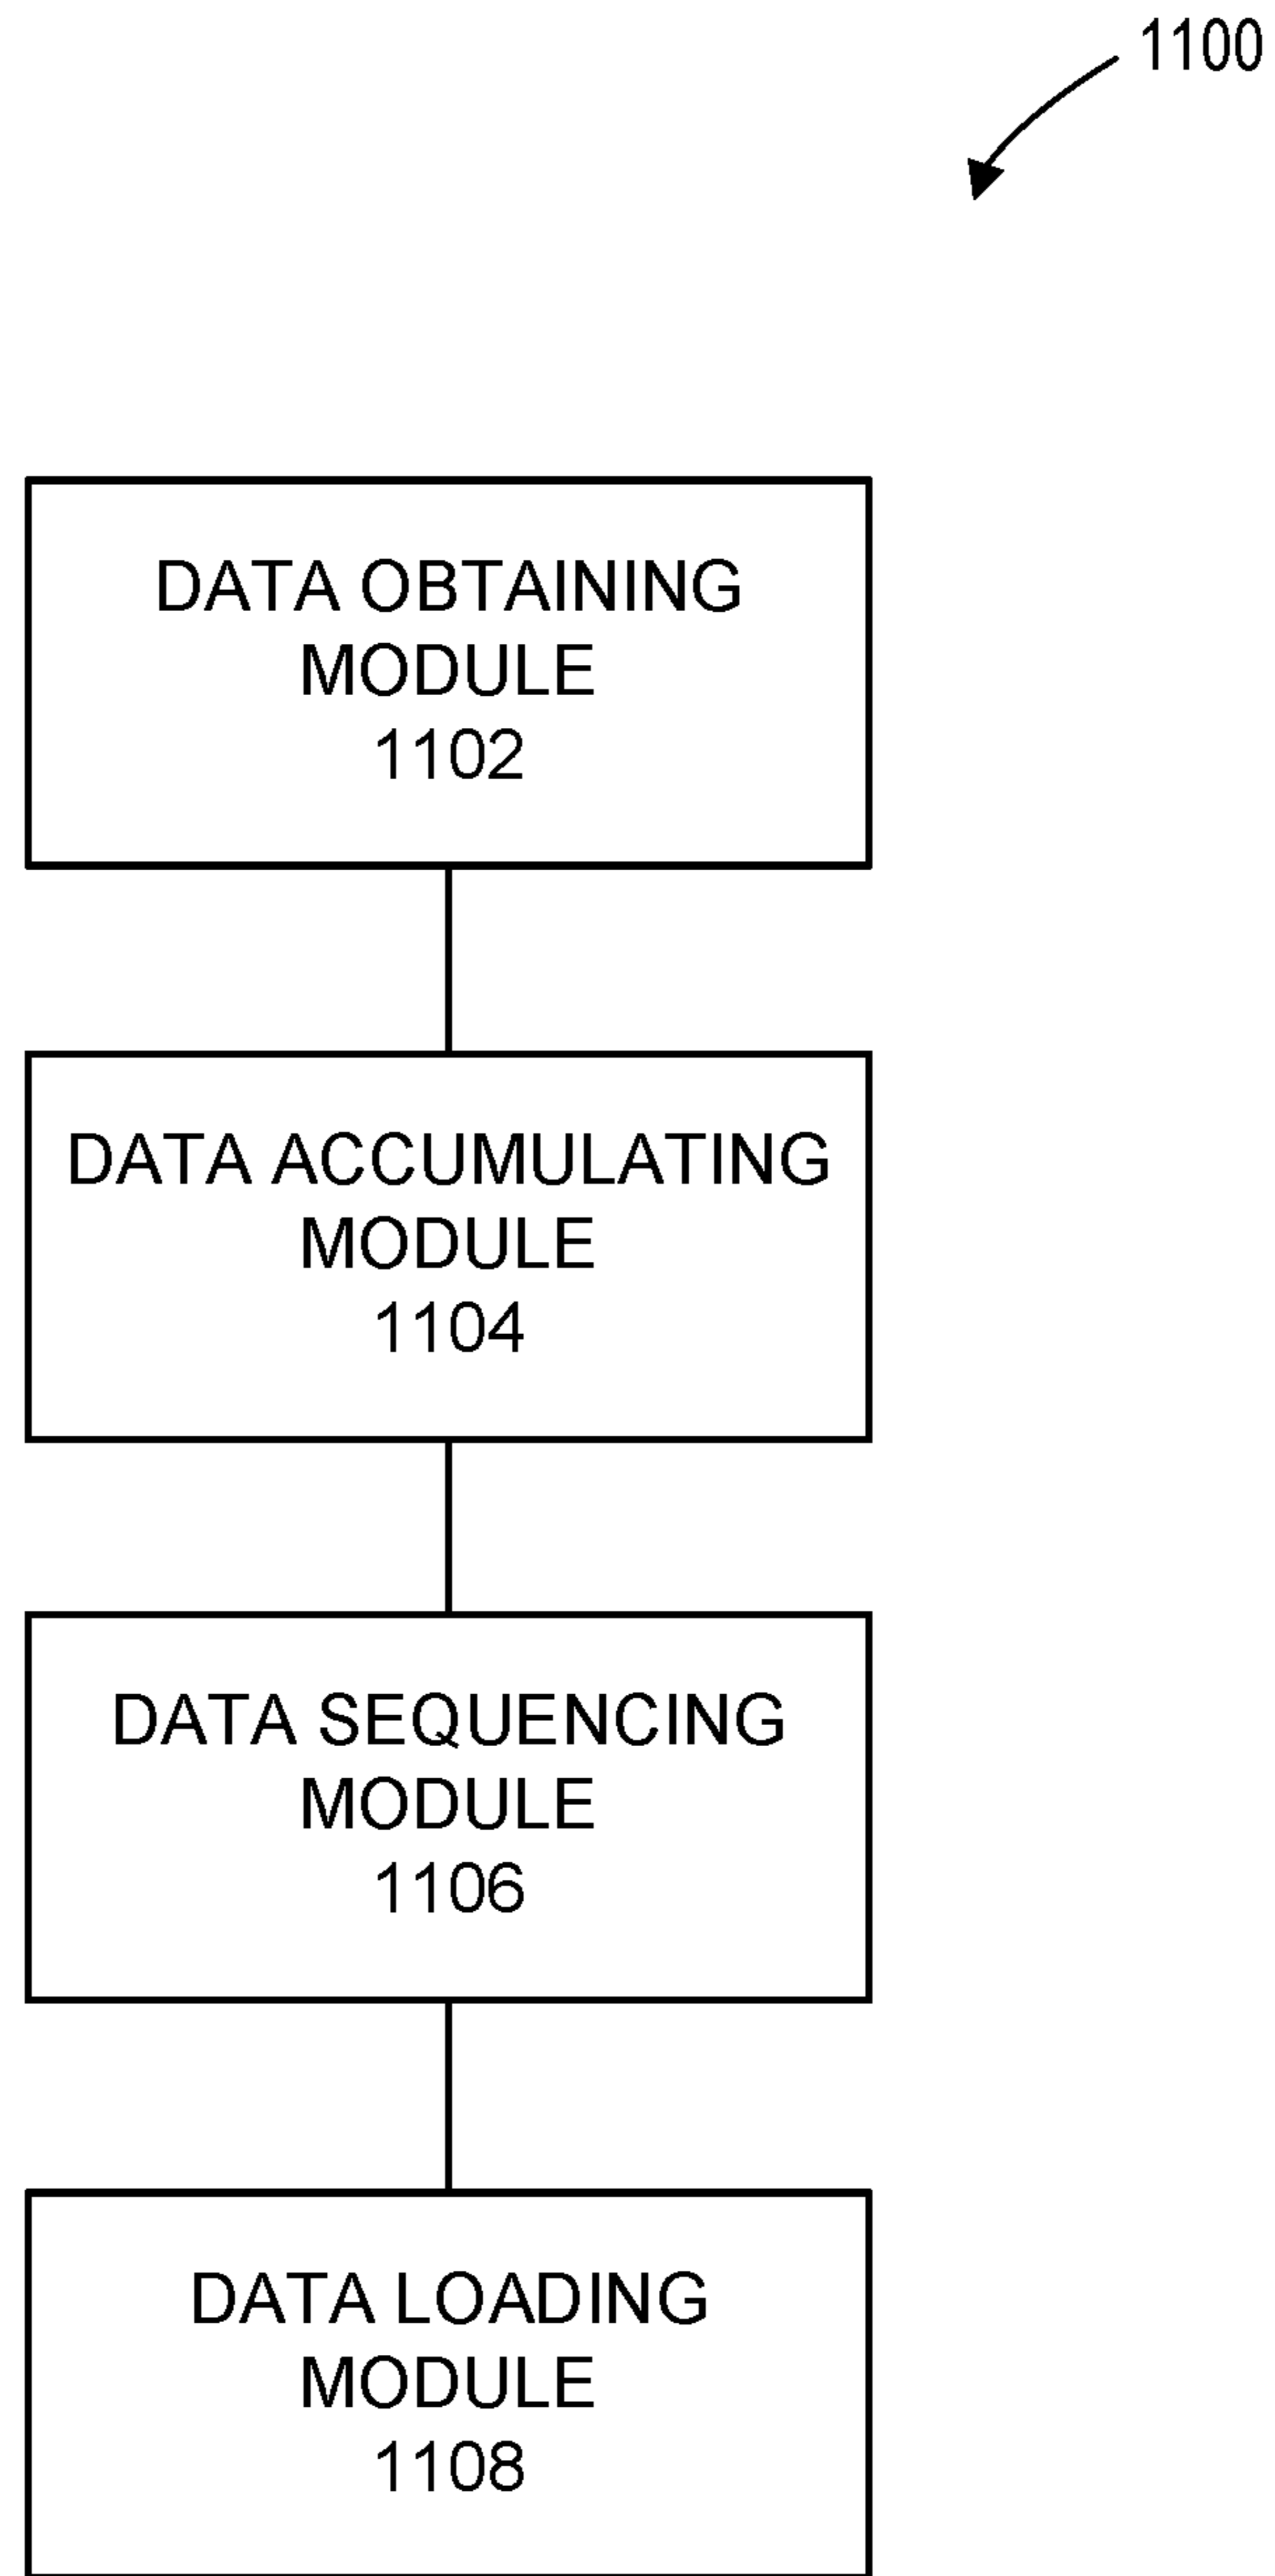 1100
DATA OBTAINING
MODULE
1102
DATA ACCUMULATING
MODULE
1104
DATA SEQUENCING
MODULE
1106
DATA LOADING
MODULE
1108